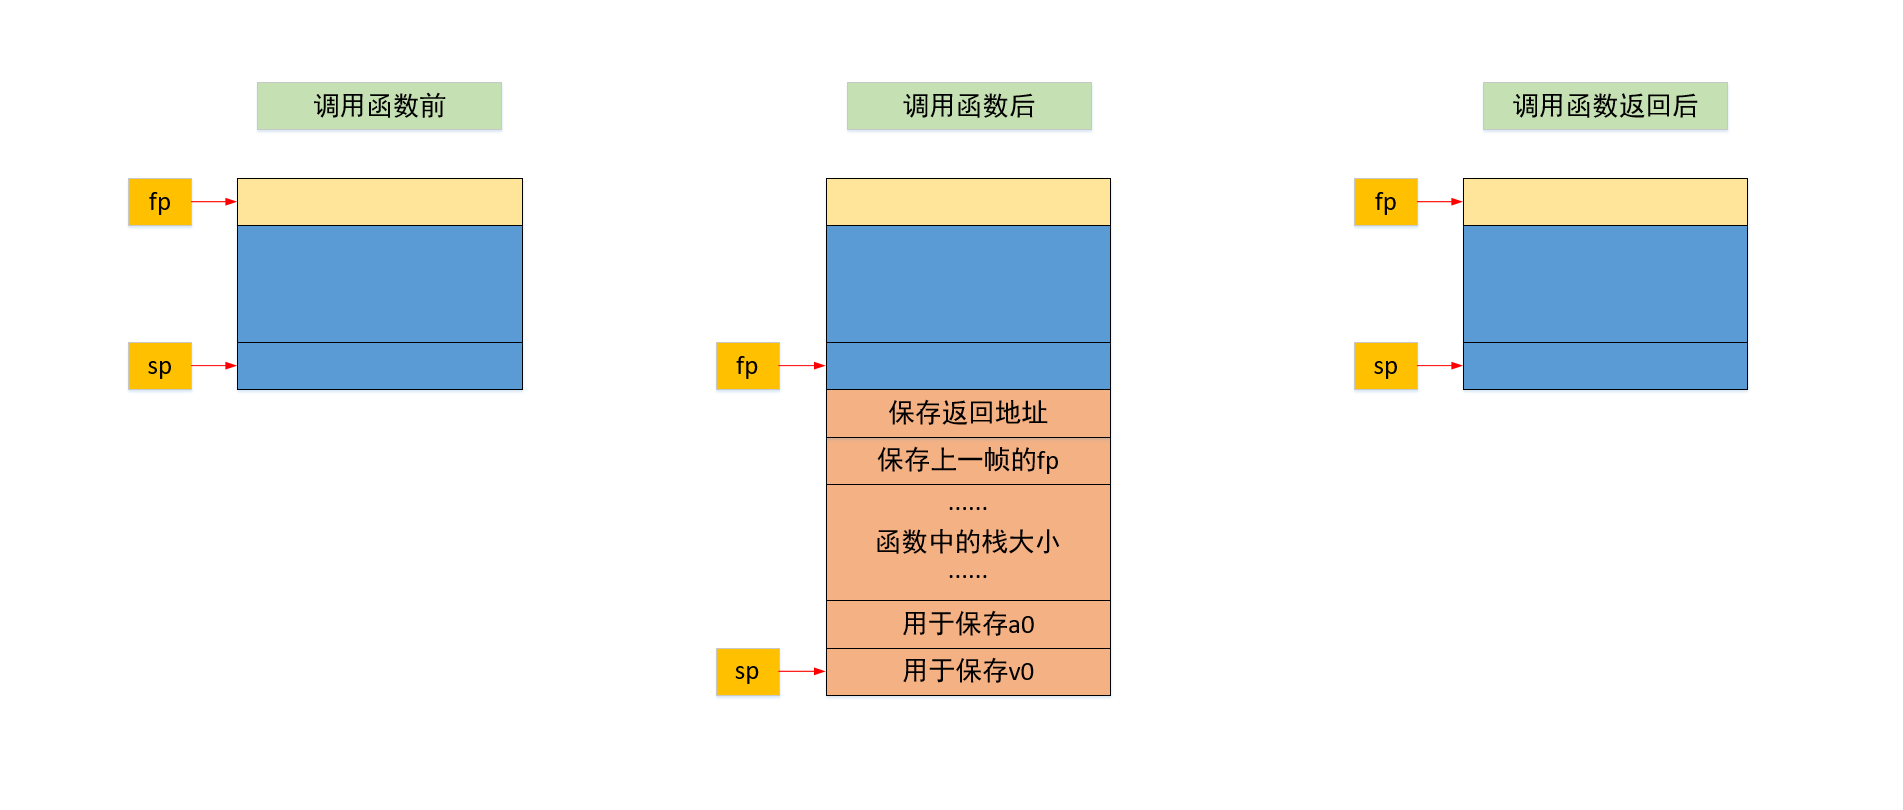 调用函数前
调用函数后
调用函数返回后
fp
sp
fp
保存返回地址
保存上一帧的fp
......
函数中的栈大小
......
用于保存a0
sp
用于保存v0
fp
sp